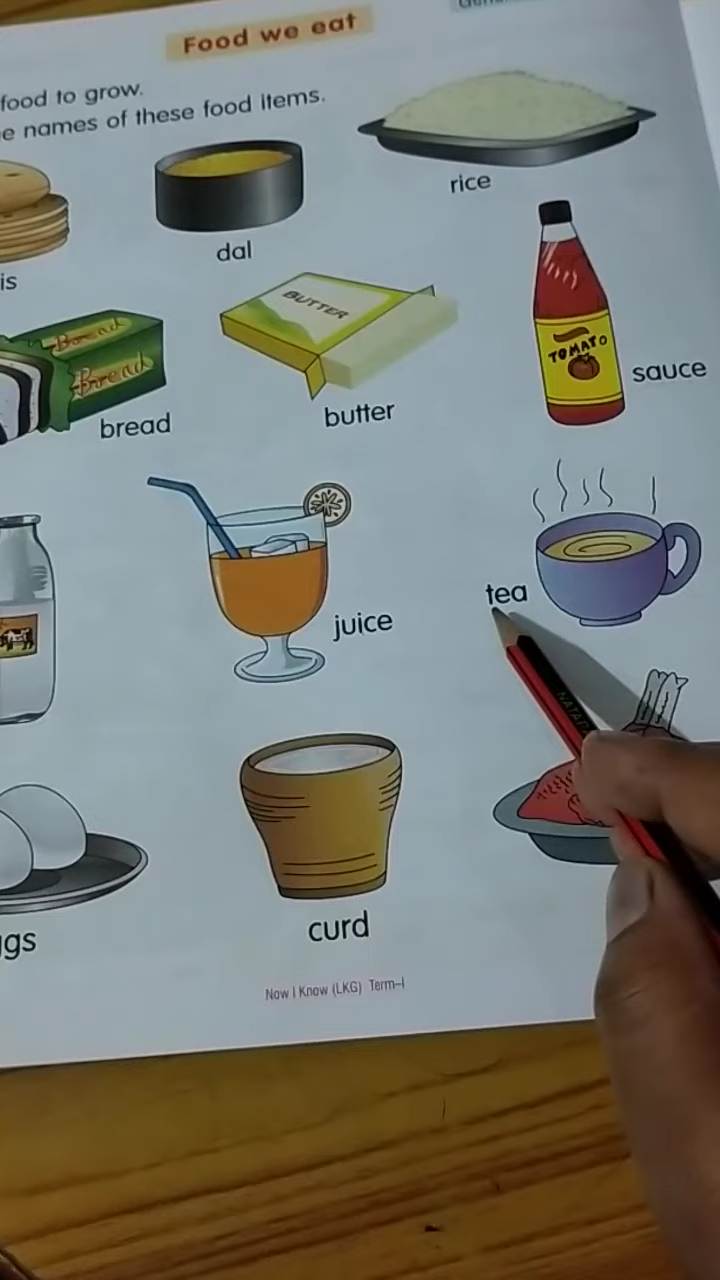 Food we eat
food to grow.
e names of these food items.
rice
dal
is
BUTTER
TOMATO
sauce
Bread
Bread
bread
butter
tea
juice
curd
gs
Now I Know (LKG) Term-I
NATARA